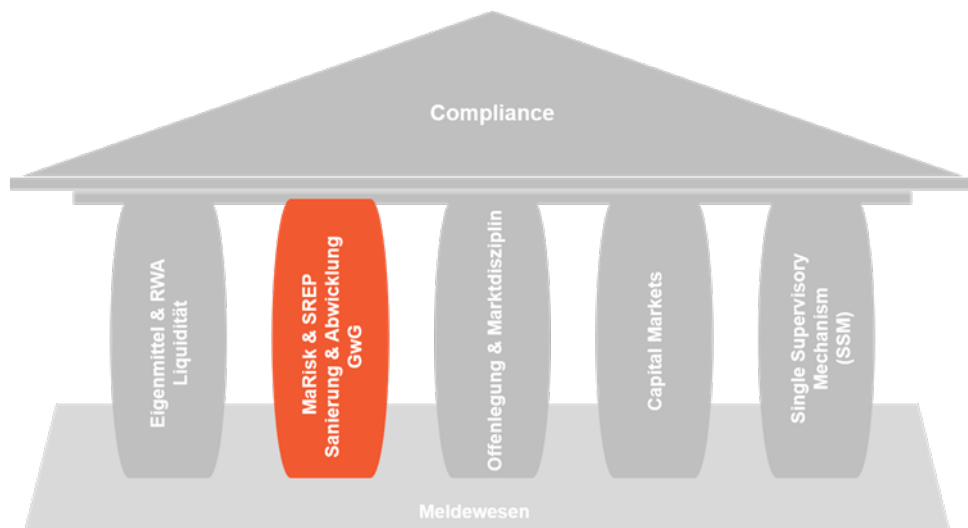 Compliance
Eigenmittel & RWA
Liquidität
MaRisk & SREP
Sanierung & Abwicklung
GwG
Offenlegung & Marktdisziplin
Capital Markets
Single Supervisory
Mechanism
(SSM)
Meldewesen